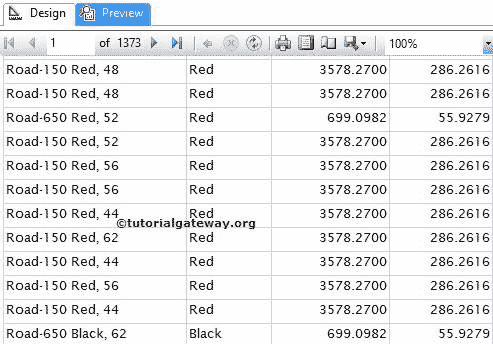 Design Preview
1 of 1373 100%
Road-150 Red, 48 Red 3578.2700 286.2616
Road-150 Red, 48 Red 3578.2700 286.2616
Road-650 Red, 52 Red 699.0982 55.9279
Road-150 Red, 52 Red 3578.2700 286.2616
Road-150 Red, 56 Red 3578.2700 286.2616
Road-150 Red, 56 Red 3578.2700 286.2616
Road-150 Red, 44 Red 3578.2700 286.2616
©tutorialgateway.org
Road-150 Red, 62 Red 3578.2700 286.2616
Road-150 Red, 44 Red 3578.2700 286.2616
Road-150 Red, 56 Red 3578.2700 286.2616
Road-150 Red, 44 Red 3578.2700 286.2616
Road-650 Black, 62 Black 699.0982 55.9279